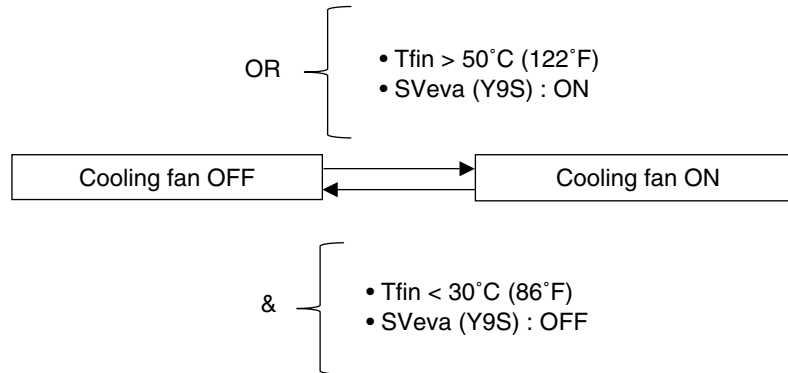 OR
• Tfin > 50˚C (122˚F)
• SVeva (Y9S) : ON
Cooling fan OFF
Cooling fan ON
&
• Tfin < 30˚C (86˚F)
• SVeva (Y9S) : OFF